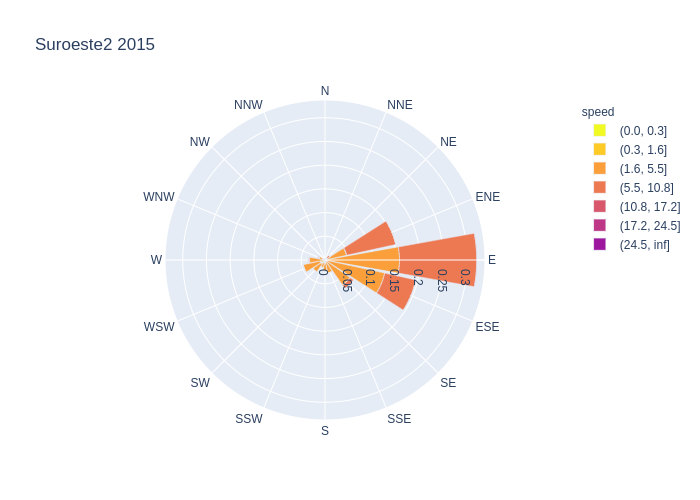 Suroeste2 2015
N
NNE
NE
ENE
E
ESE
SE
SSE
S
SSW
SW
WSW
W
WNW
NW
NNW
0
0.05
0.1
0.15
0.2
0.25
0.3
speed
(0.0, 0.3]
(0.3, 1.6]
(1.6, 5.5]
(5.5, 10.8]
(10.8, 17.2]
(17.2, 24.5]
(24.5, inf]